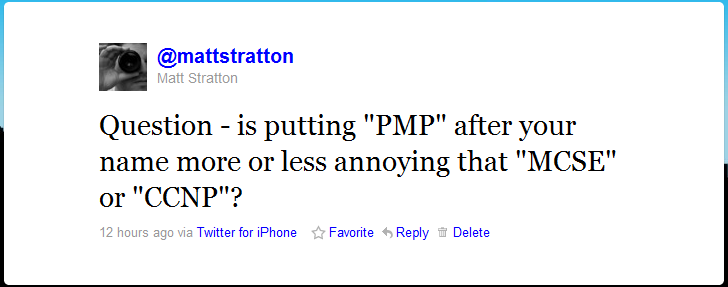 @mattstratton
Matt Stratton
Question - is putting "PMP" after your
name more or less annoying that "MCSE"
or "CCNP"?
12 hours ago via Twitter for iPhone Favorite Reply Delete